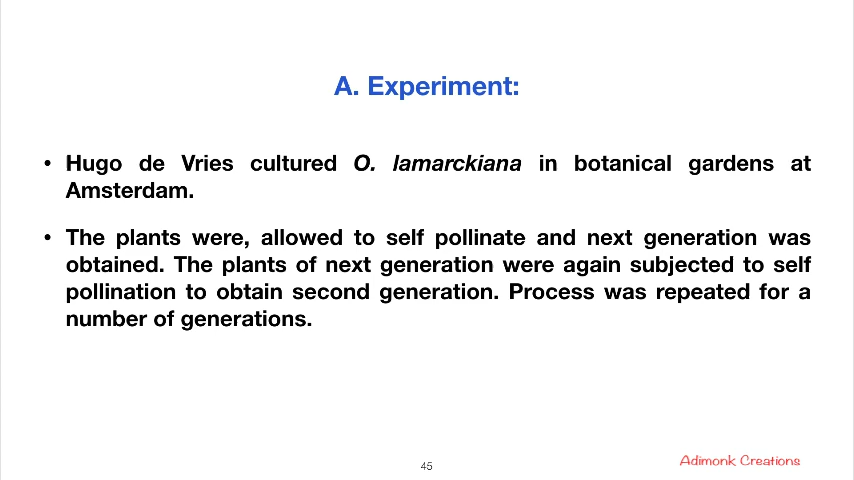 A. Experiment:
• Hugo de Vries cultured O. lamarckiana in botanical gardens at
Amsterdam.
• The plants were, allowed to self pollinate and next generation was
obtained. The plants of next generation were again subjected to self
pollination to obtain second generation. Process was repeated for a
number of generations.
45
Adimonk Creations